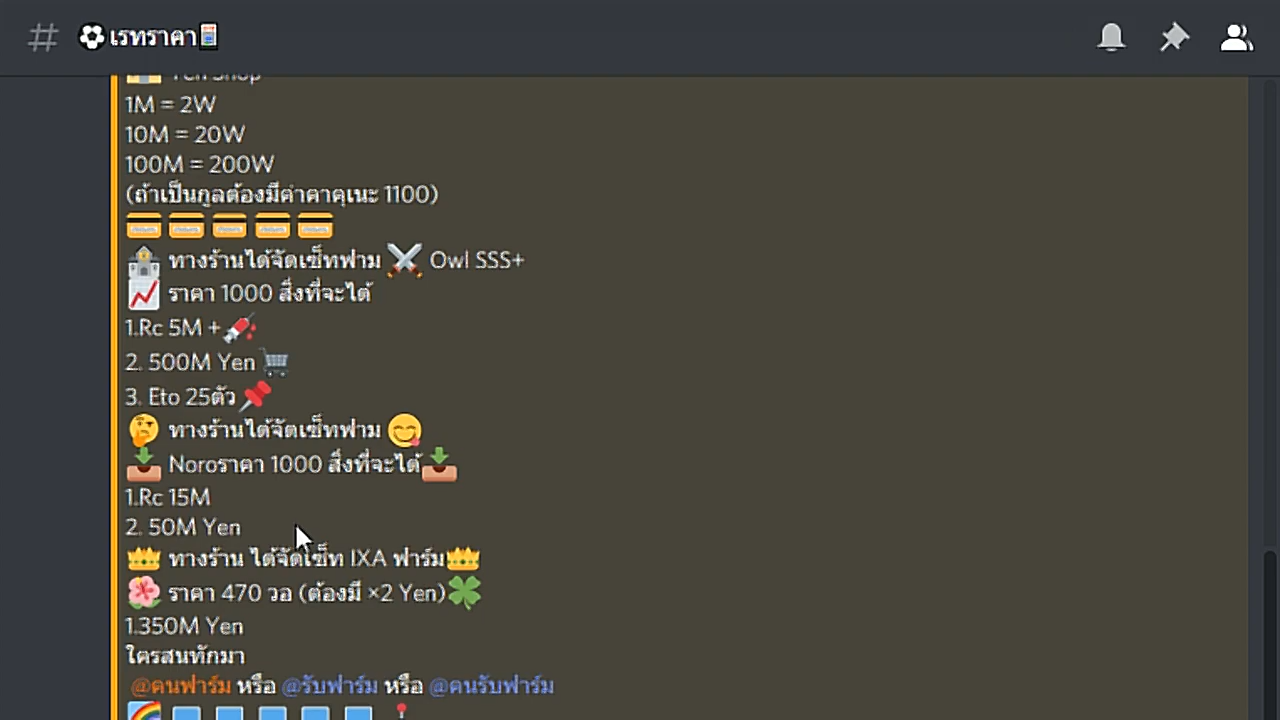 # ⚽เรทราคา🧃
Yen Shop
1M = 2W
10M = 20W
100M = 200W
(ถ้าเป็นกูลต้องมีค่าคาคุเนะ 1100)
💳 💳 💳 💳 💳
🏫 ทางร้านได้จัดเซ็ทฟาม ⚔️ Owl SSS+
📈 ราคา 1000 สิ่งที่จะได้
1.Rc 5M + 💉
2. 500M Yen 🛒
3. Eto 25ตัว 📌
🤔 ทางร้านได้จัดเซ็ทฟาม 😋
📥 Noroราคา 1000 สิ่งที่จะได้ 📥
1.Rc 15M
2. 50M Yen
👑 ทางร้าน ได้จัดเซ็ท IXA ฟาร์ม 👑
🌺 ราคา 470 วอ (ต้องมี ×2 Yen) 🍀
1.350M Yen
ใครสนทักมา
@คนฟาร์ม หรือ @รับฟาร์ม หรือ @คนรับฟาร์ม